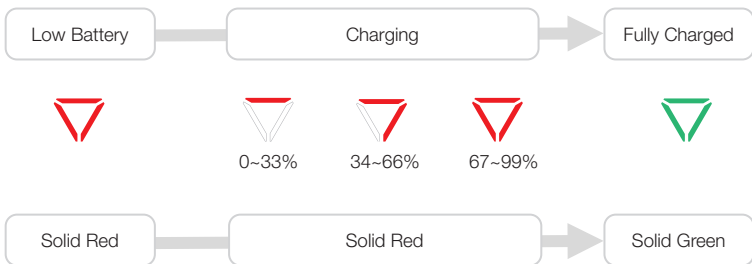 Low Battery
Charging
Fully Charged
0~33%
34~66%
67~99%
Solid Red
Solid Red
Solid Green